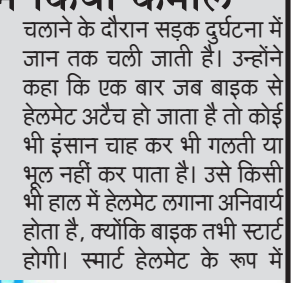 में किया कमाल
चलाने के दौरान सड़क दुर्घटना में
जान तक चली जाती है। उन्होंने
कहा कि एक बार जब बाइक से
हेलमेट अटैच हो जाता है तो कोई
भी इंसान चाह कर भी गलती या
भूल नहीं कर पाता है। उसे किसी
भी हाल में हेलमेट लगाना अनिवार्य
होता है, क्योंकि बाइक तभी स्टार्ट
होगी। स्मार्ट हेलमेट के रूप में